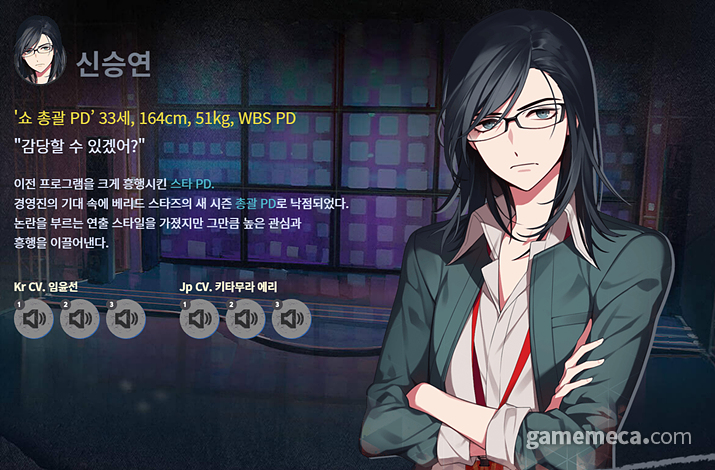 신승연
'쇼 총괄 PD’ 33세, 164cm, 51kg, WBS PD
"감당할 수 있겠어?"
이전 프로그램을 크게 흥행시킨 스타 PD.
경영진의 기대 속에 베리드 스타즈의 새 시즌 총괄 PD로 낙점되었다.
논란을 부르는 연출 스타일을 가졌지만 그만큼 높은 관심과
흥행을 이끌어낸다.
Kr CV. 임윤선 Jp CV. 키타무라 에리
1 2 3 1 2 3
gamemeca.com